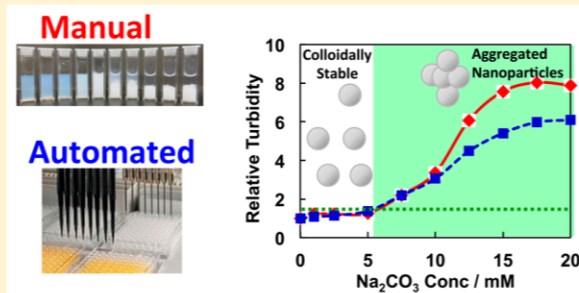 Manual
Automated
Relative Turbidity
10
8
6
4
2
0
Colloidally
Stable
Aggregated
Nanoparticles
0 5 10 15 20
Na₂CO₃ Conc / mM